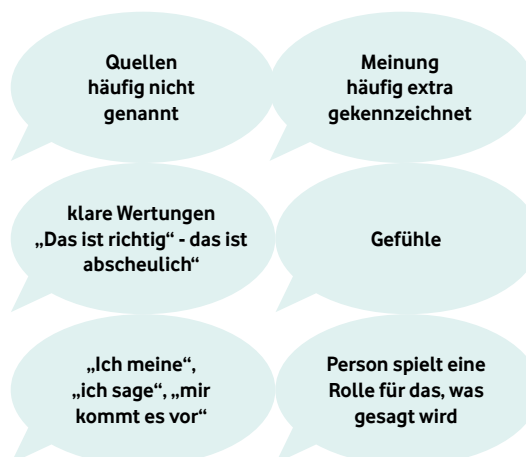 Quellen
häufig nicht
genannt
Meinung
häufig extra
gekennzeichnet
klare Wertungen
„Das ist richtig“ - das ist
abscheulich“
Gefühle
„Ich meine“,
„ich sage“, „mir
kommt es vor“
Person spielt eine
Rolle für das, was
gesagt wird